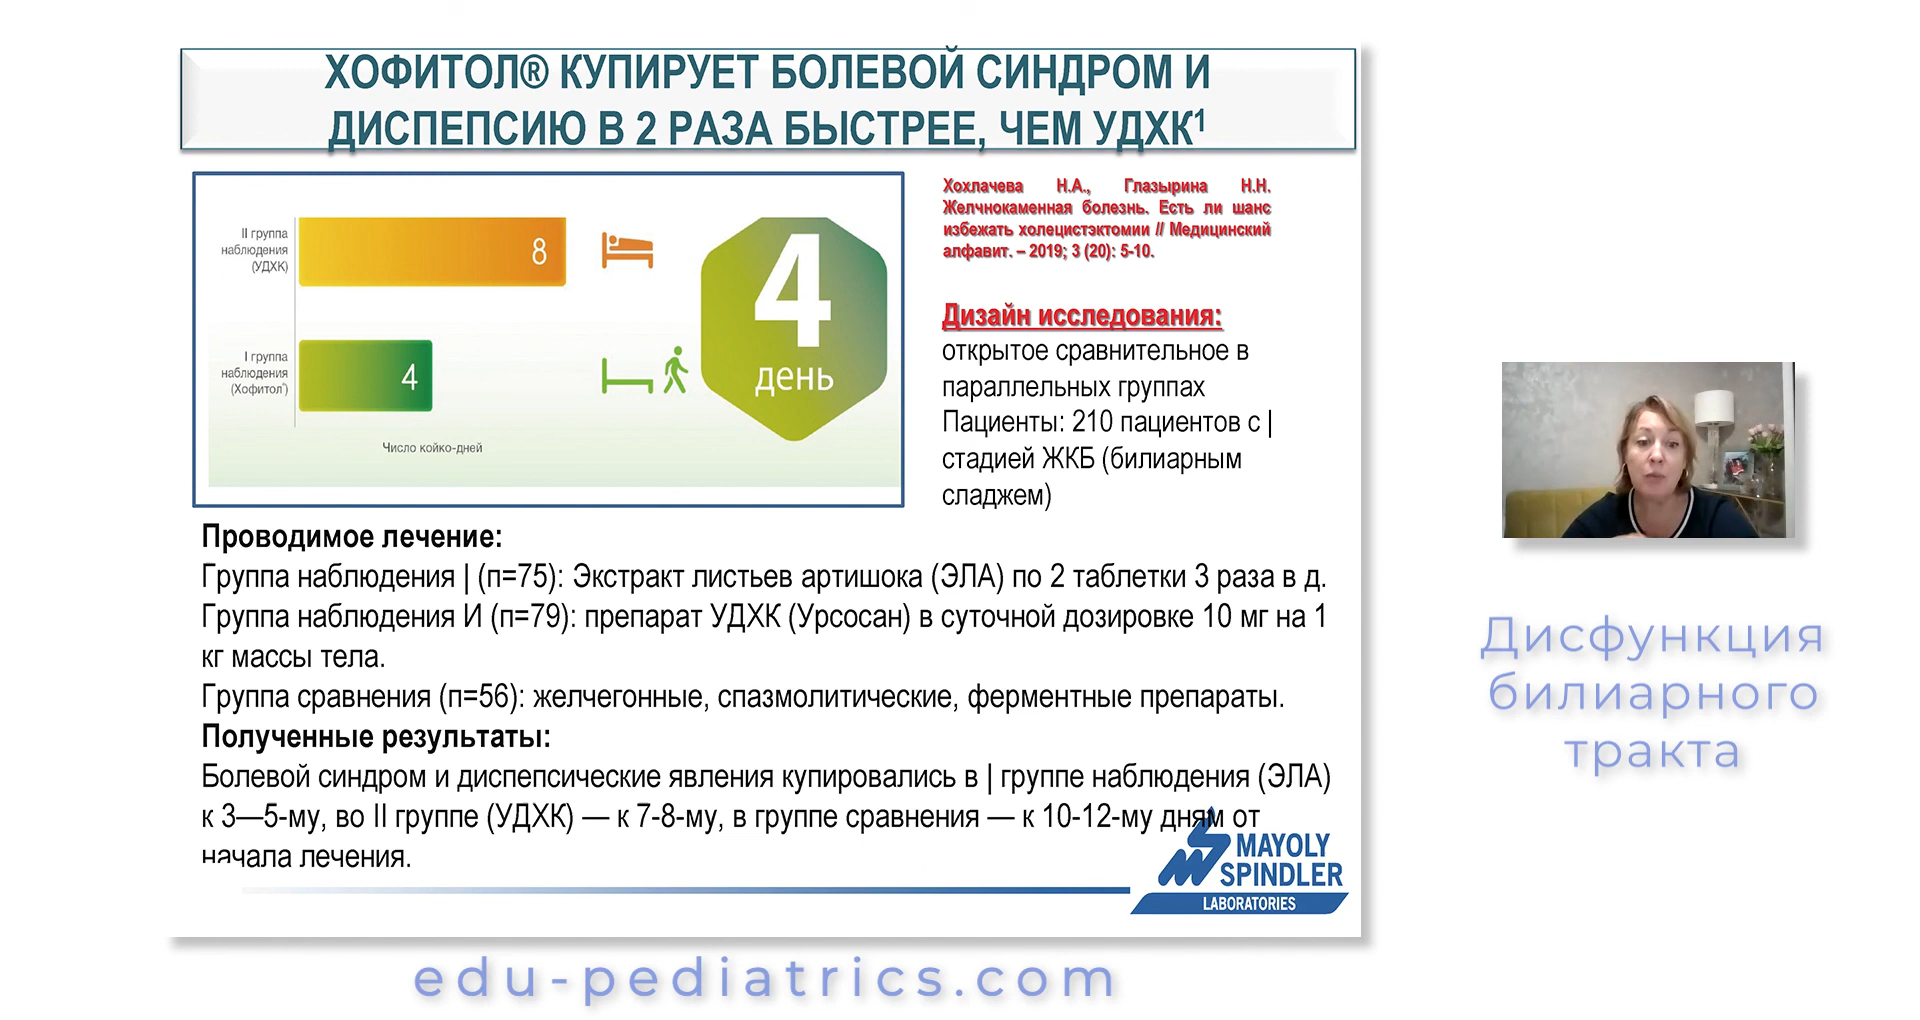 ХОФИТОЛ® КУПИРУЕТ БОЛЕВОЙ СИНДРОМ И
ДИСПЕПСИЮ В 2 РАЗА БЫСТРЕЕ, ЧЕМ УДХК¹
II группа
наблюдения
(УДХК)
8
I группа
наблюдения
(Хофитол®)
4
Число койко-дней
4
день
Хохлачева Н.А., Глазырина Н.Н.
Желчнокаменная болезнь. Есть ли шанс
избежать холецистэктомии // Медицинский
алфавит. – 2019; 3 (20): 5-10.
Дизайн исследования:
открытое сравнительное в
параллельных группах
Пациенты: 210 пациентов с |
стадией ЖКБ (билиарным
сладжем)
Проводимое лечение:
Группа наблюдения | (п=75): Экстракт листьев артишока (ЭЛА) по 2 таблетки 3 раза в д.
Группа наблюдения И (п=79): препарат УДХК (Урсосан) в суточной дозировке 10 мг на 1
кг массы тела.
Группа сравнения (п=56): желчегонные, спазмолитические, ферментные препараты.
Полученные результаты:
Болевой синдром и диспепсические явления купировались в | группе наблюдения (ЭЛА)
к 3—5-му, во II группе (УДХК) — к 7-8-му, в группе сравнения — к 10-12-му дням от
начала лечения.
MAYOLY
SPINDLER
LABORATORIES
Дисфункция
билиарного
тракта
edu-pediatrics.com